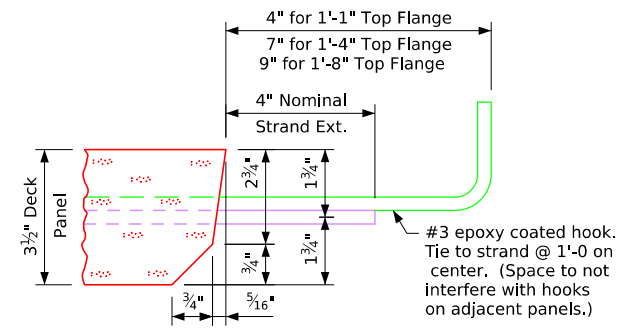 4" for 1'-1" Top Flange
7" for 1'-4" Top Flange
9" for 1'-8" Top Flange
4" Nominal
Strand Ext.
3½" Deck
Panel
2¾"
¾"
1¾"
1¾"
¾"
5⁄16"
#3 epoxy coated hook.
Tie to strand @ 1'-0 on
center. (Space to not
interfere with hooks
on adjacent panels.)